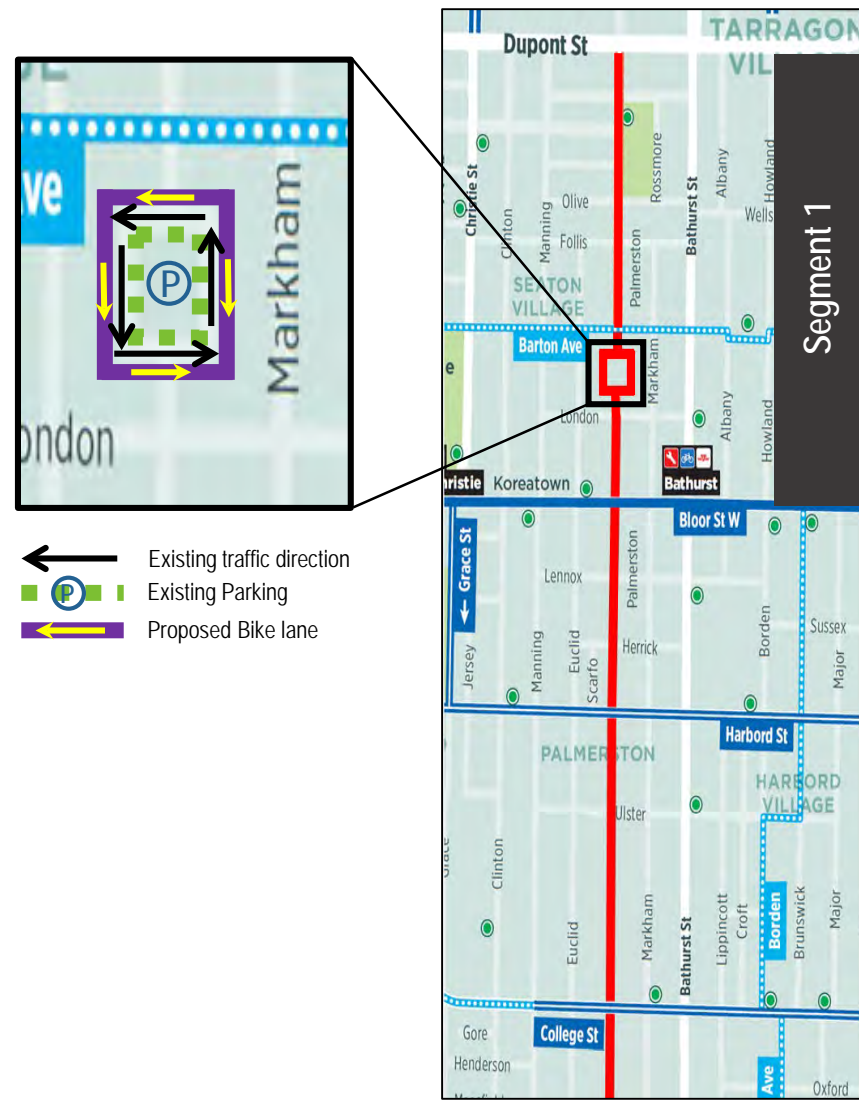 ve
Markham
ondon
P
Existing traffic direction
P
Existing Parking
Proposed Bike lane
Dupont St
TARRAGON
Christie St
Clinton
Manning
Olive
Follis
Rossmore
Palmerston
Bathurst St
Albany
Howland
Wells
SEATON
VILLAGE
Barton Ave
e
Markham
London
Albany
Howland
Segment 1
ristie
Koreatown
Bathurst
Bloor St W
← Grace St
Lennox
Palmerston
Jersey
Manning
Euclid
Scarfo
Herrick
Borden
Sussex
Major
Harbord St
PALMERSTON
HARBORD
VILLAGE
Ulster
Clinton
Euclid
Markham
Bathurst St
Lippincott
Croft
Borden
Brunswick
Major
Gore
College St
Henderson
Ave
Oxford